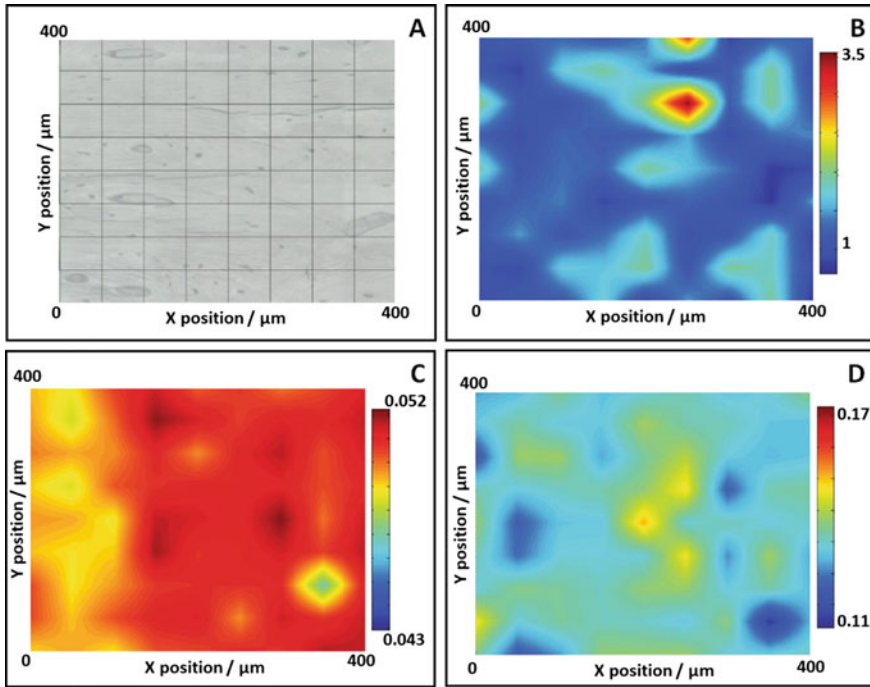 400
A
Y position / µm
0
X position / µm
400
400
B
3.5
Y position / µm
1
0
X position / µm
400
400
C
0.052
Y position / µm
0.043
0
X position / µm
400
400
D
0.17
Y position / µm
0.11
0
X position / µm
400